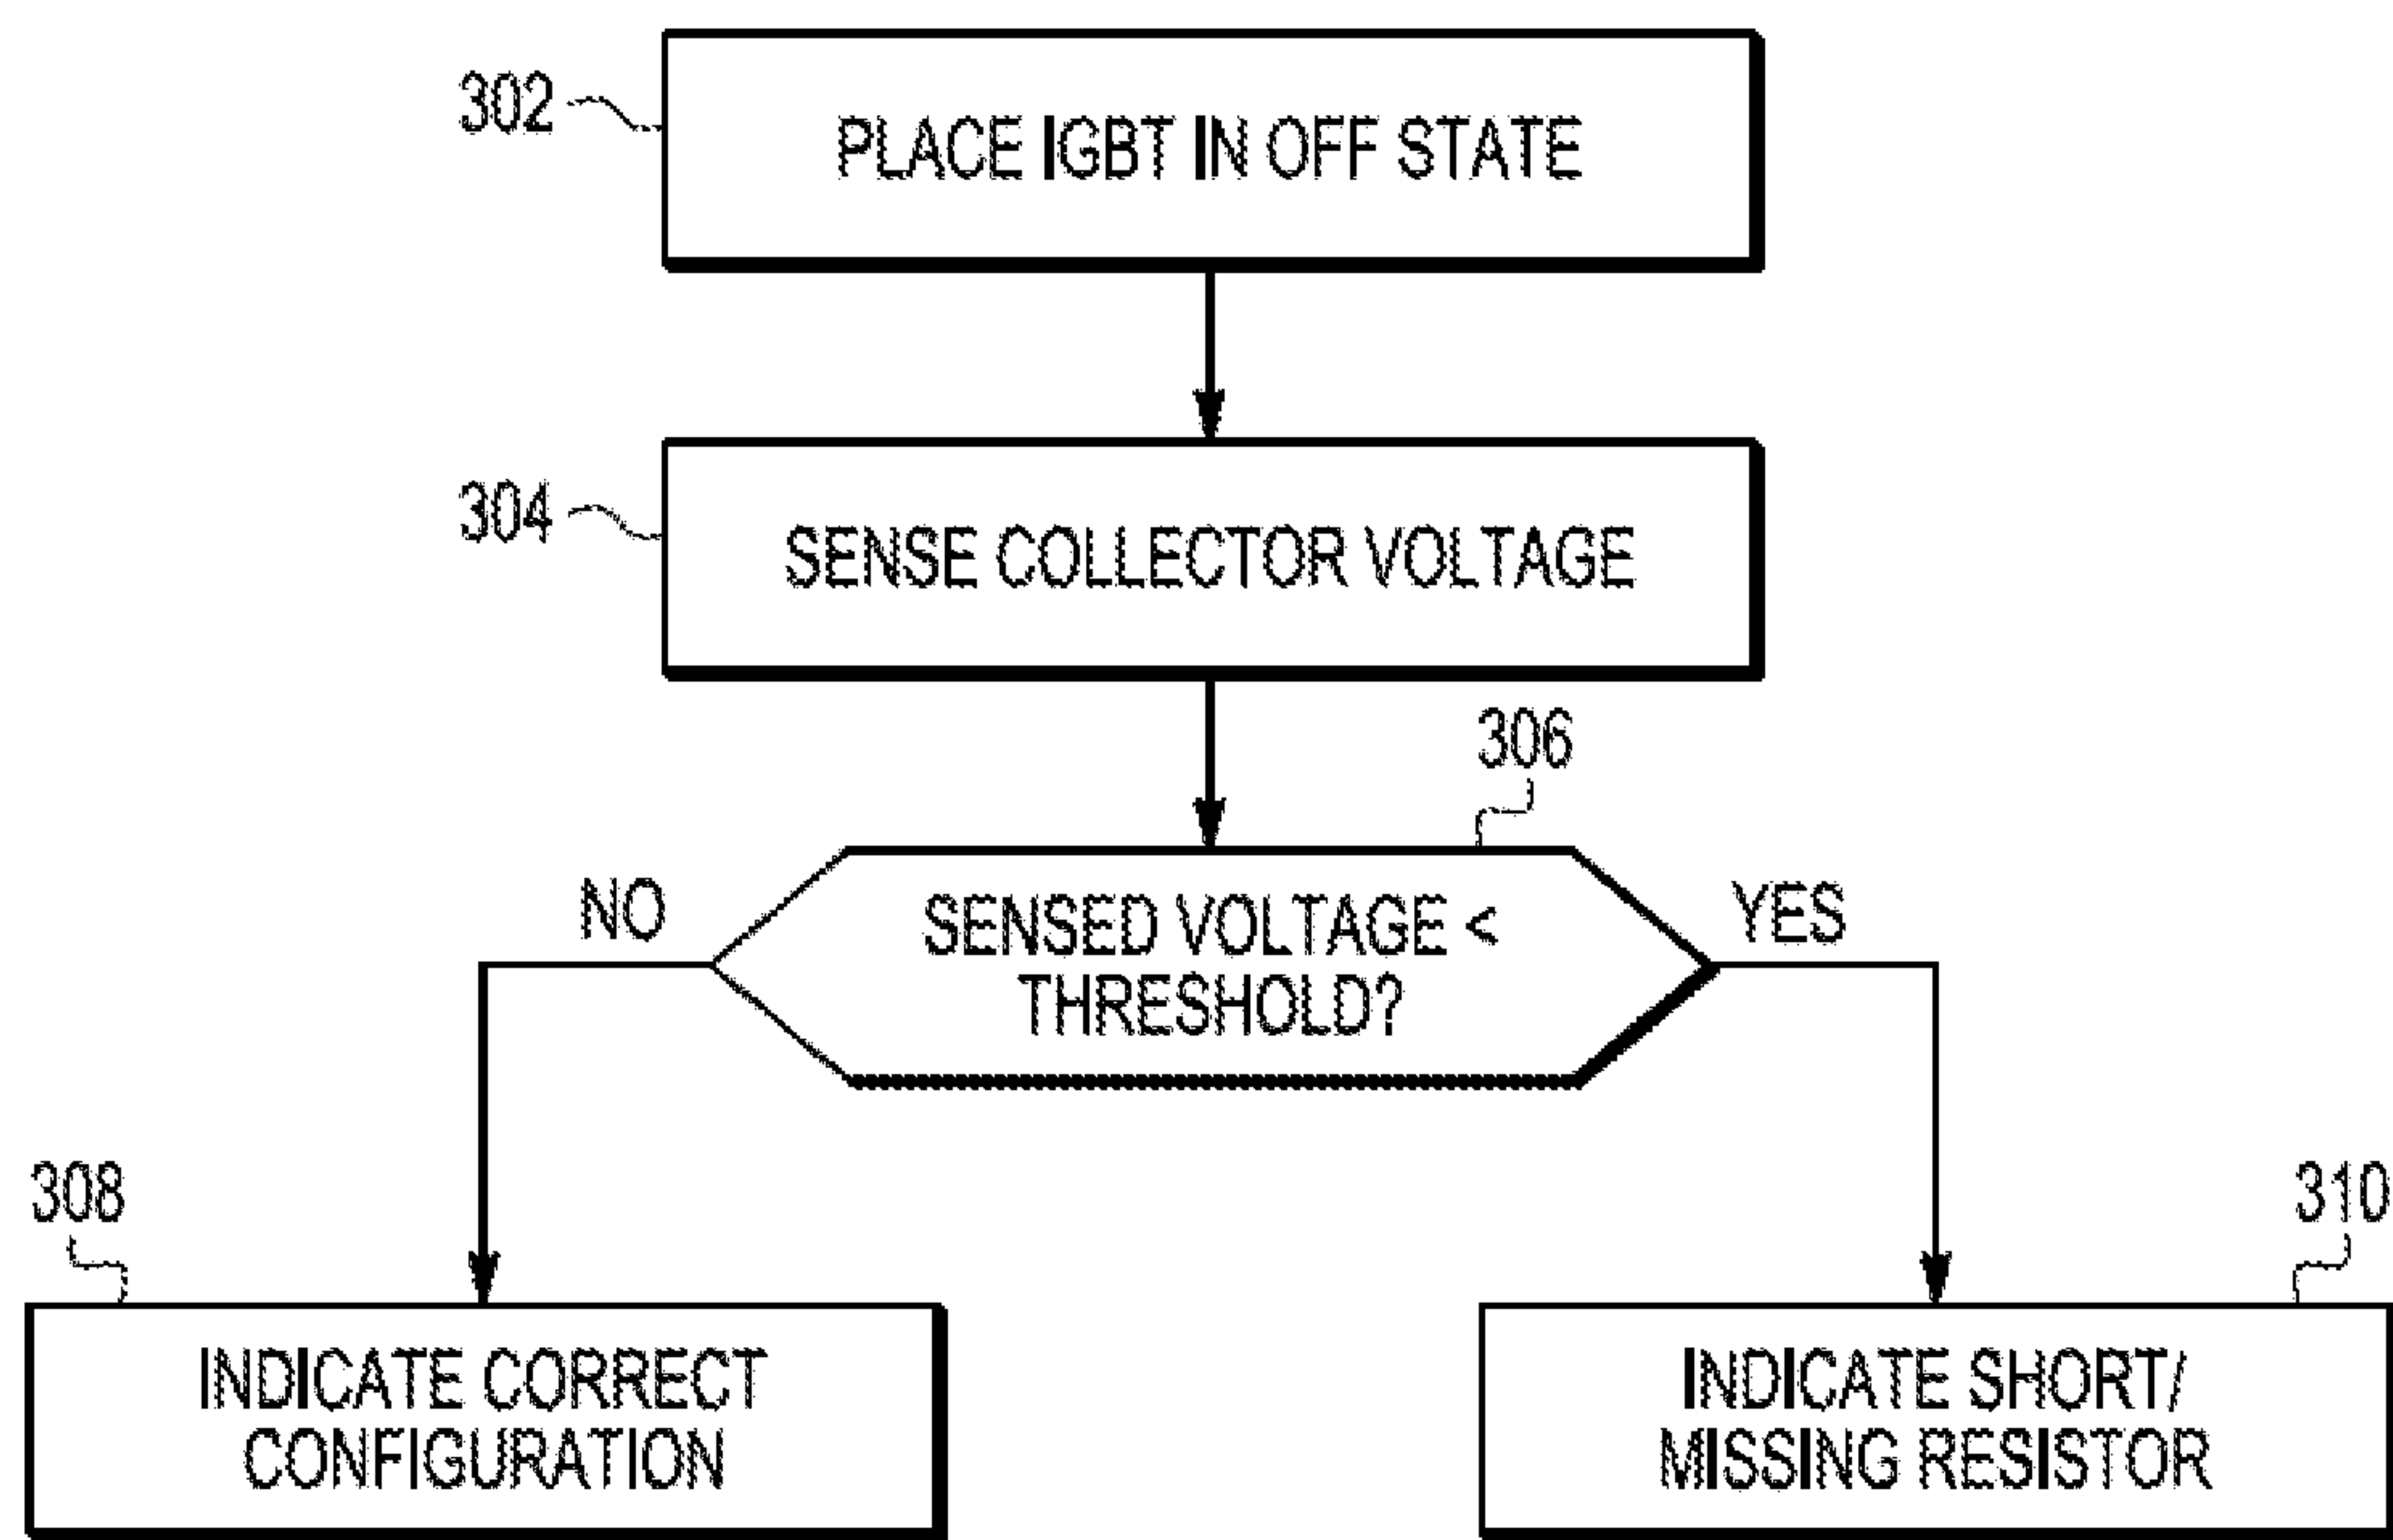 302
PLACE IGBT IN OFF STATE
304
SENSE COLLECTOR VOLTAGE
306
NO
SENSED VOLTAGE <
THRESHOLD?
YES
308
INDICATE CORRECT
CONFIGURATION
310
INDICATE SHORT/
MISSING RESISTOR